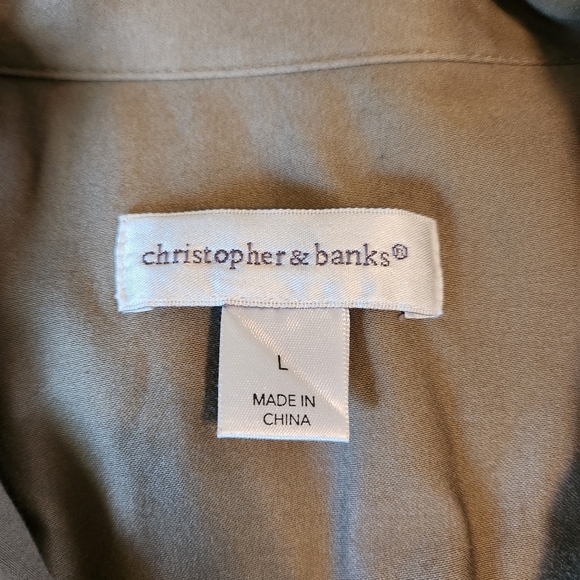 christopher & banks®
L
MADE IN
CHINA